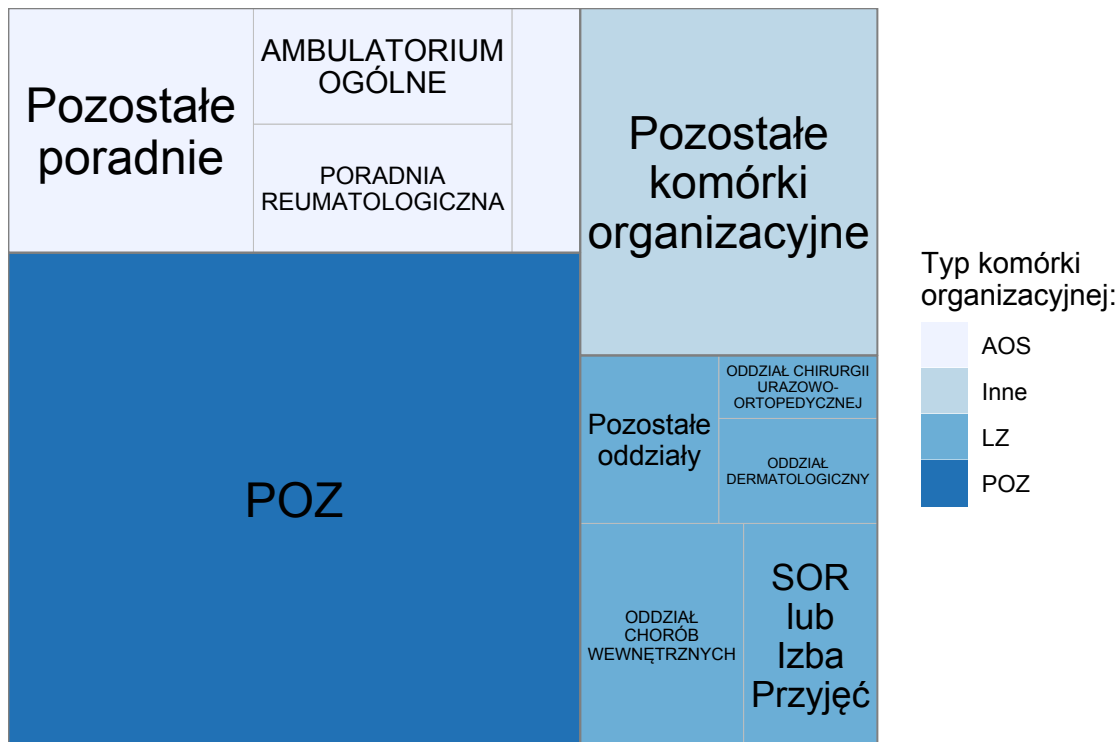 Pozostałe
poradnie
AMBULATORIUM
OGÓLNE
PORADNIA
REUMATOLOGICZNA
POZ
Pozostałe
komórki
organizacyjne
Pozostałe
oddziały
ODDZIAŁ CHIRURGII
URAZOWO-
ORTOPEDYCZNEJ
ODDZIAŁ
DERMATOLOGICZNY
ODDZIAŁ
CHORÓB
WEWNĘTRZNYCH
SOR
lub
Izba
Przyjęć
Typ komórki
organizacyjnej:
AOS
Inne
LZ
POZ